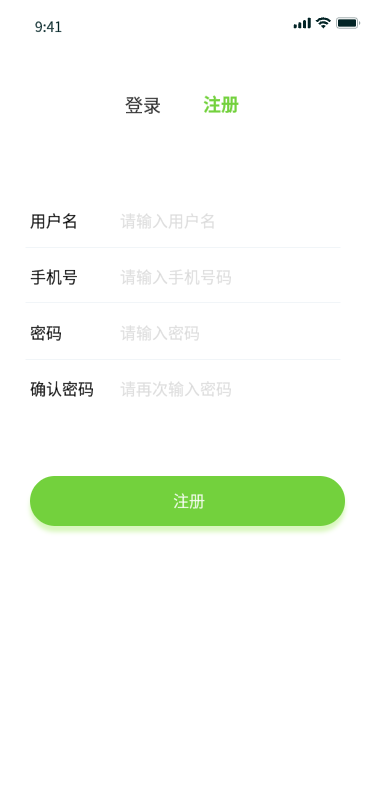 9:41
登录 注册
用户名 请输入用户名
手机号 请输入手机号码
密码 请输入密码
确认密码 请再次输入密码
注册